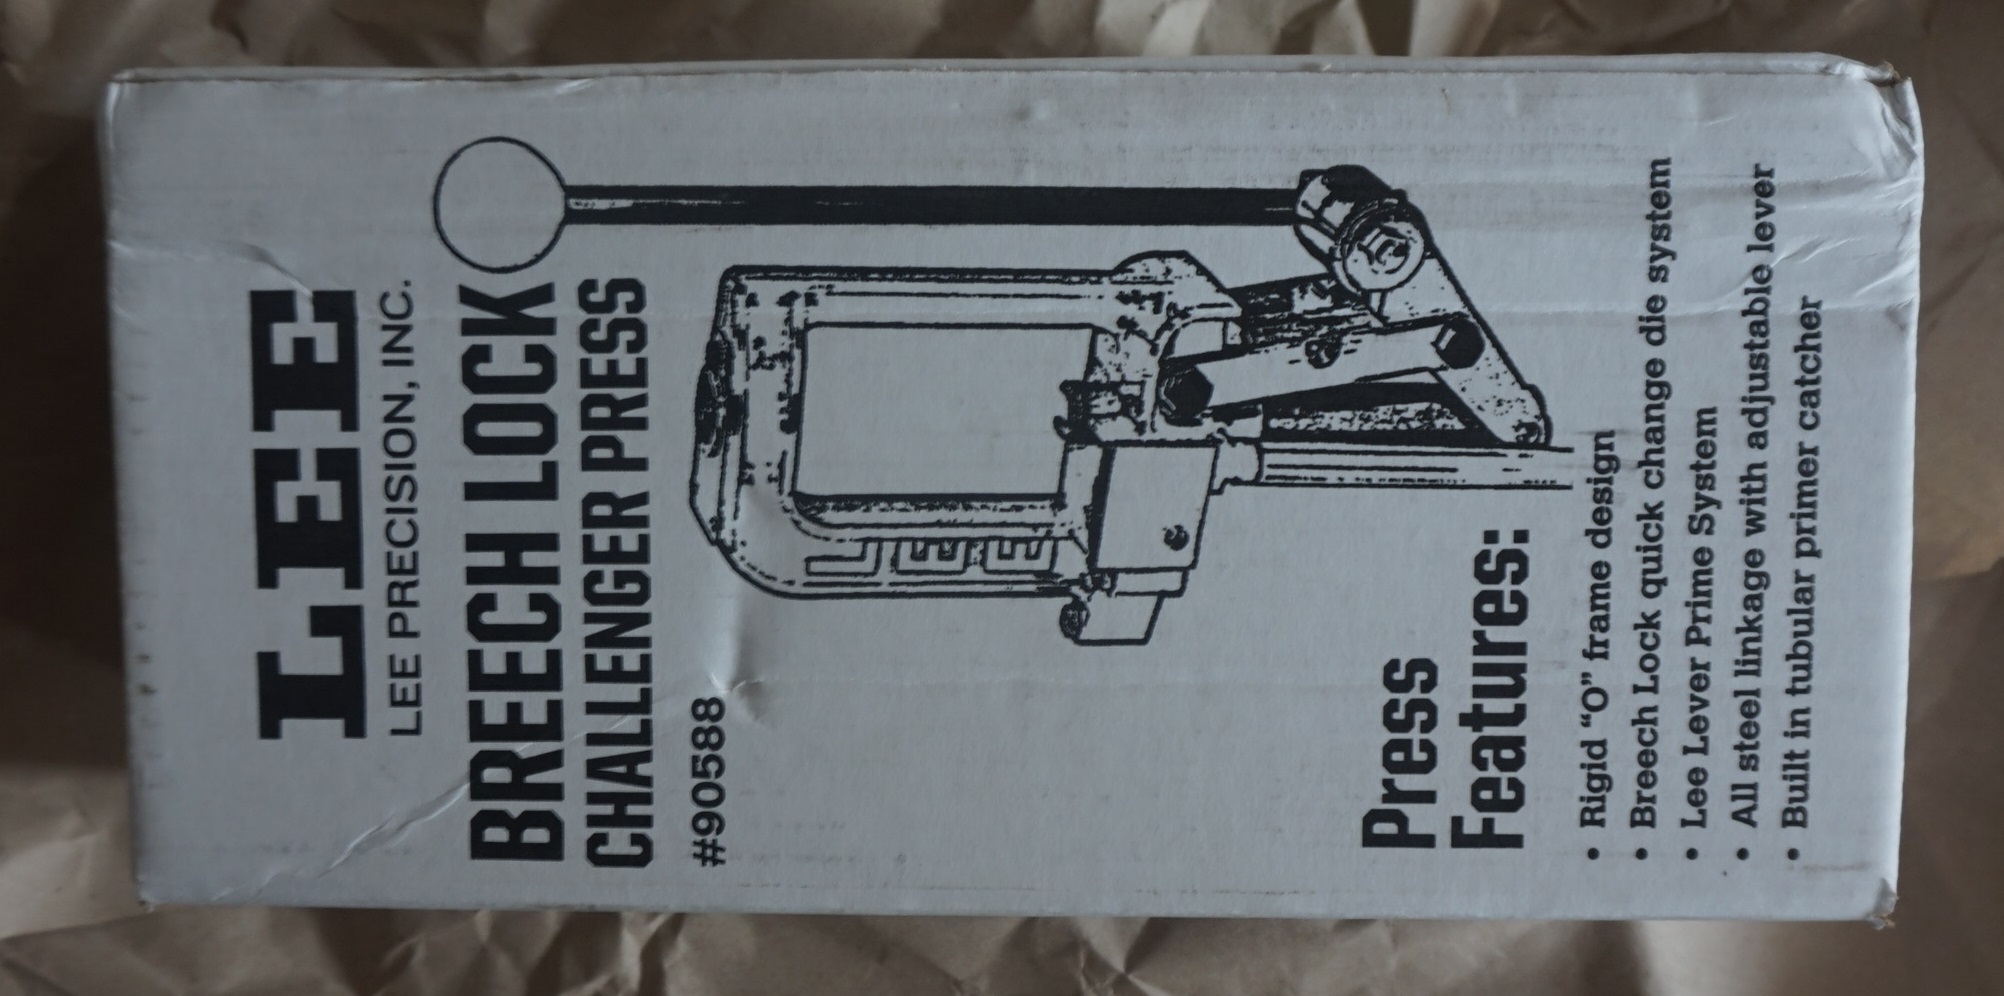 LEE
LEE PRECISION, INC.
BREECH LOCK
CHALLENGER PRESS
#90588
LEE
Press
Features:
• Rigid “O” frame design
• Breech Lock quick change die system
• Lee Lever Prime System
• All steel linkage with adjustable lever
• Built in tubular primer catcher